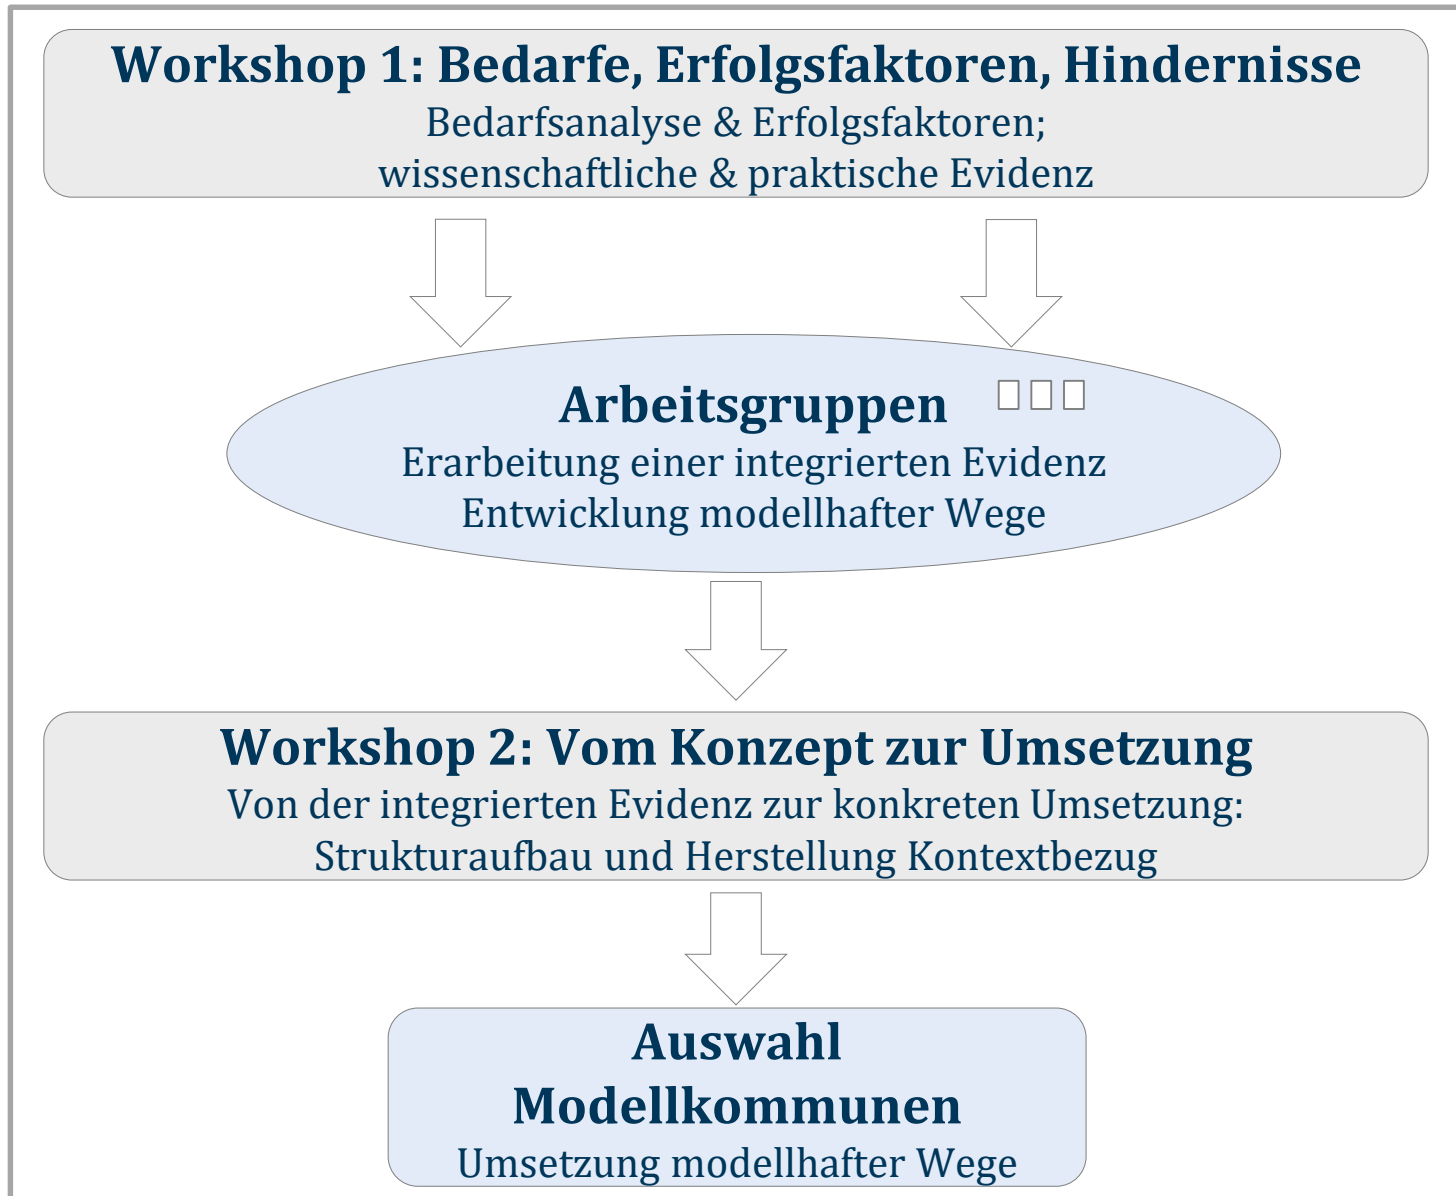 Workshop 1: Bedarfe, Erfolgsfaktoren, Hindernisse
Bedarfsanalyse & Erfolgsfaktoren;
wissenschaftliche & praktische Evidenz
Arbeitsgruppen
Erarbeitung einer integrierten Evidenz
Entwicklung modellhafter Wege
Workshop 2: Vom Konzept zur Umsetzung
Von der integrierten Evidenz zur konkreten Umsetzung:
Strukturaufbau und Herstellung Kontextbezug
Auswahl
Modellkommunen
Umsetzung modellhafter Wege